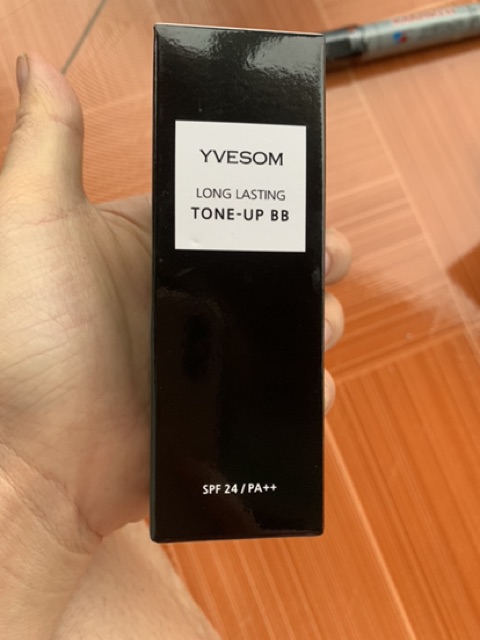 YVESOM
LONG LASTING
TONE-UP BB
SPF 24 / PA++